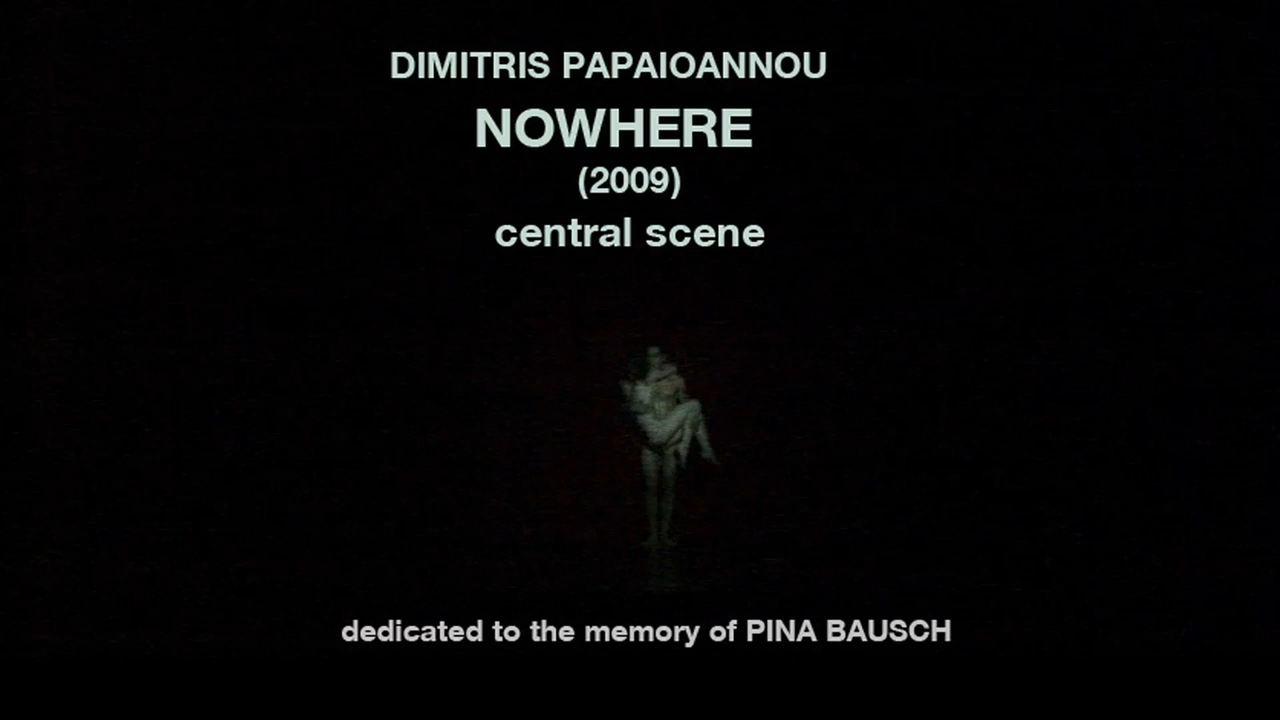 DIMITRIS PAPAIOANNOU
NOWHERE
(2009)
central scene
dedicated to the memory of PINA BAUSCH